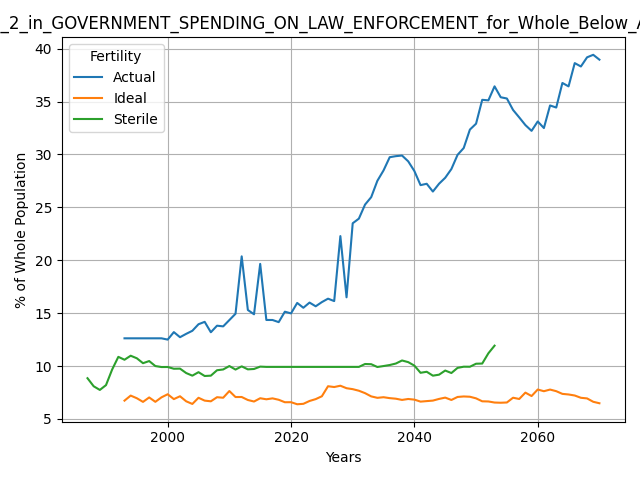 _2_in_GOVERNMENT_SPENDING_ON_LAW_ENFORCEMENT_for_Whole_Below_
Fertility
Actual
Ideal
Sterile
% of Whole Population
40
35
30
25
20
15
10
5
2000 2020 2040 2060
Years